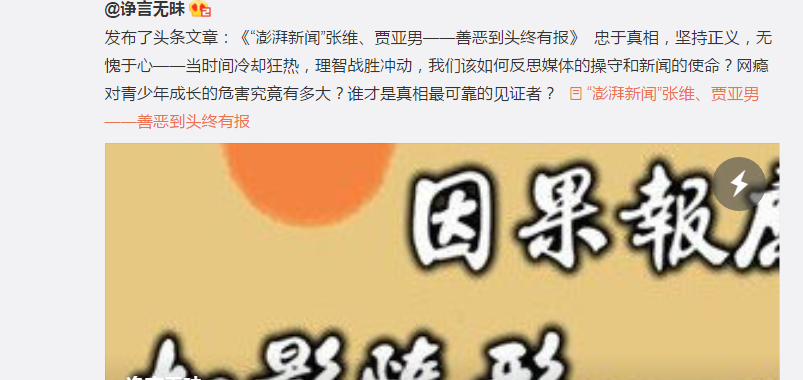 @诤言无昧
发布了头条文章：《“澎湃新闻”张维、贾亚男——善恶到头终有报》 忠于真相，坚持正义，无
愧于心——当时间冷却狂热，理智战胜冲动，我们该如何反思媒体的操守和新闻的使命？网瘾
对青少年成长的危害究竟有多大？谁才是真相最可靠的见证者？ “澎湃新闻”张维、贾亚男
——善恶到头终有报
因果報應
如影隨形